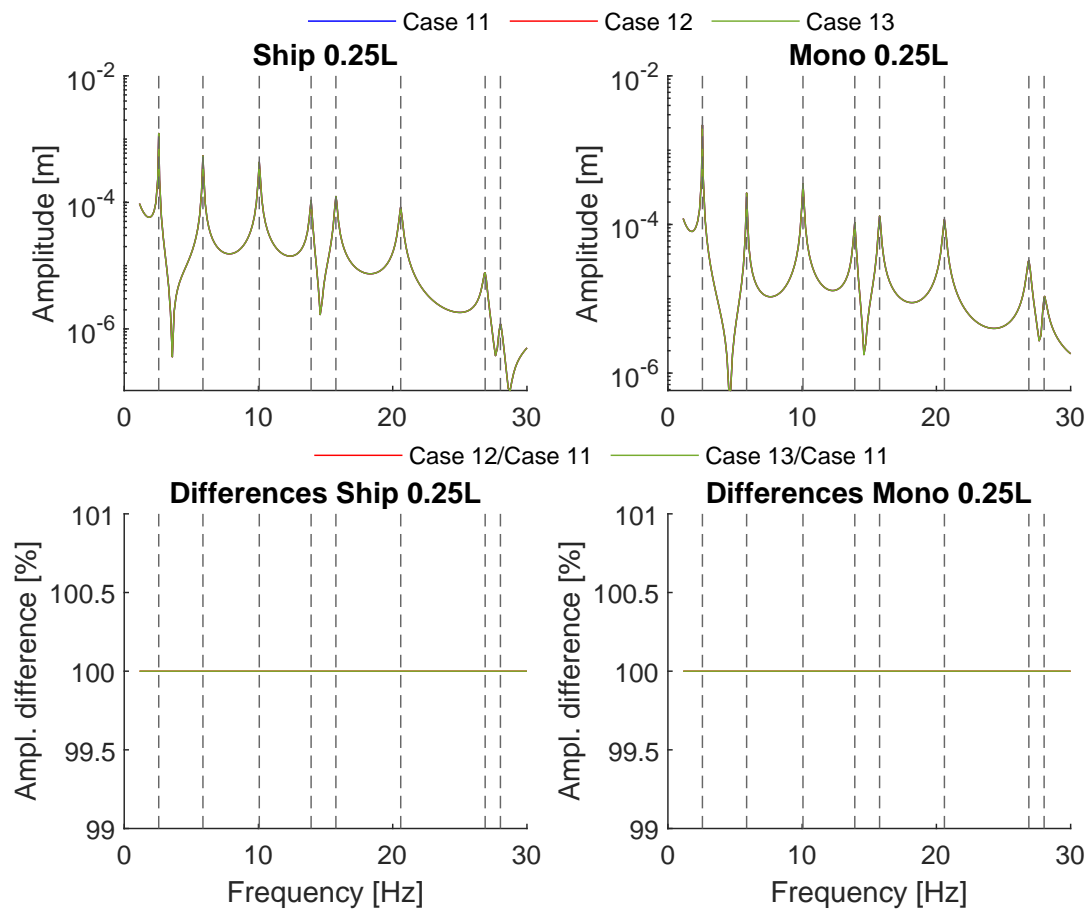 Case 11 Case 12 Case 13
Ship 0.25L Mono 0.25L
10^-2
10^-4
10^-6
Amplitude [m]
0 10 20 30
10^-2
10^-4
10^-6
Amplitude [m]
0 10 20 30
Case 12/Case 11 Case 13/Case 11
Differences Ship 0.25L Differences Mono 0.25L
101
100.5
100
99.5
99
Ampl. difference [%]
0 10 20 30
Frequency [Hz]
101
100.5
100
99.5
99
Ampl. difference [%]
0 10 20 30
Frequency [Hz]